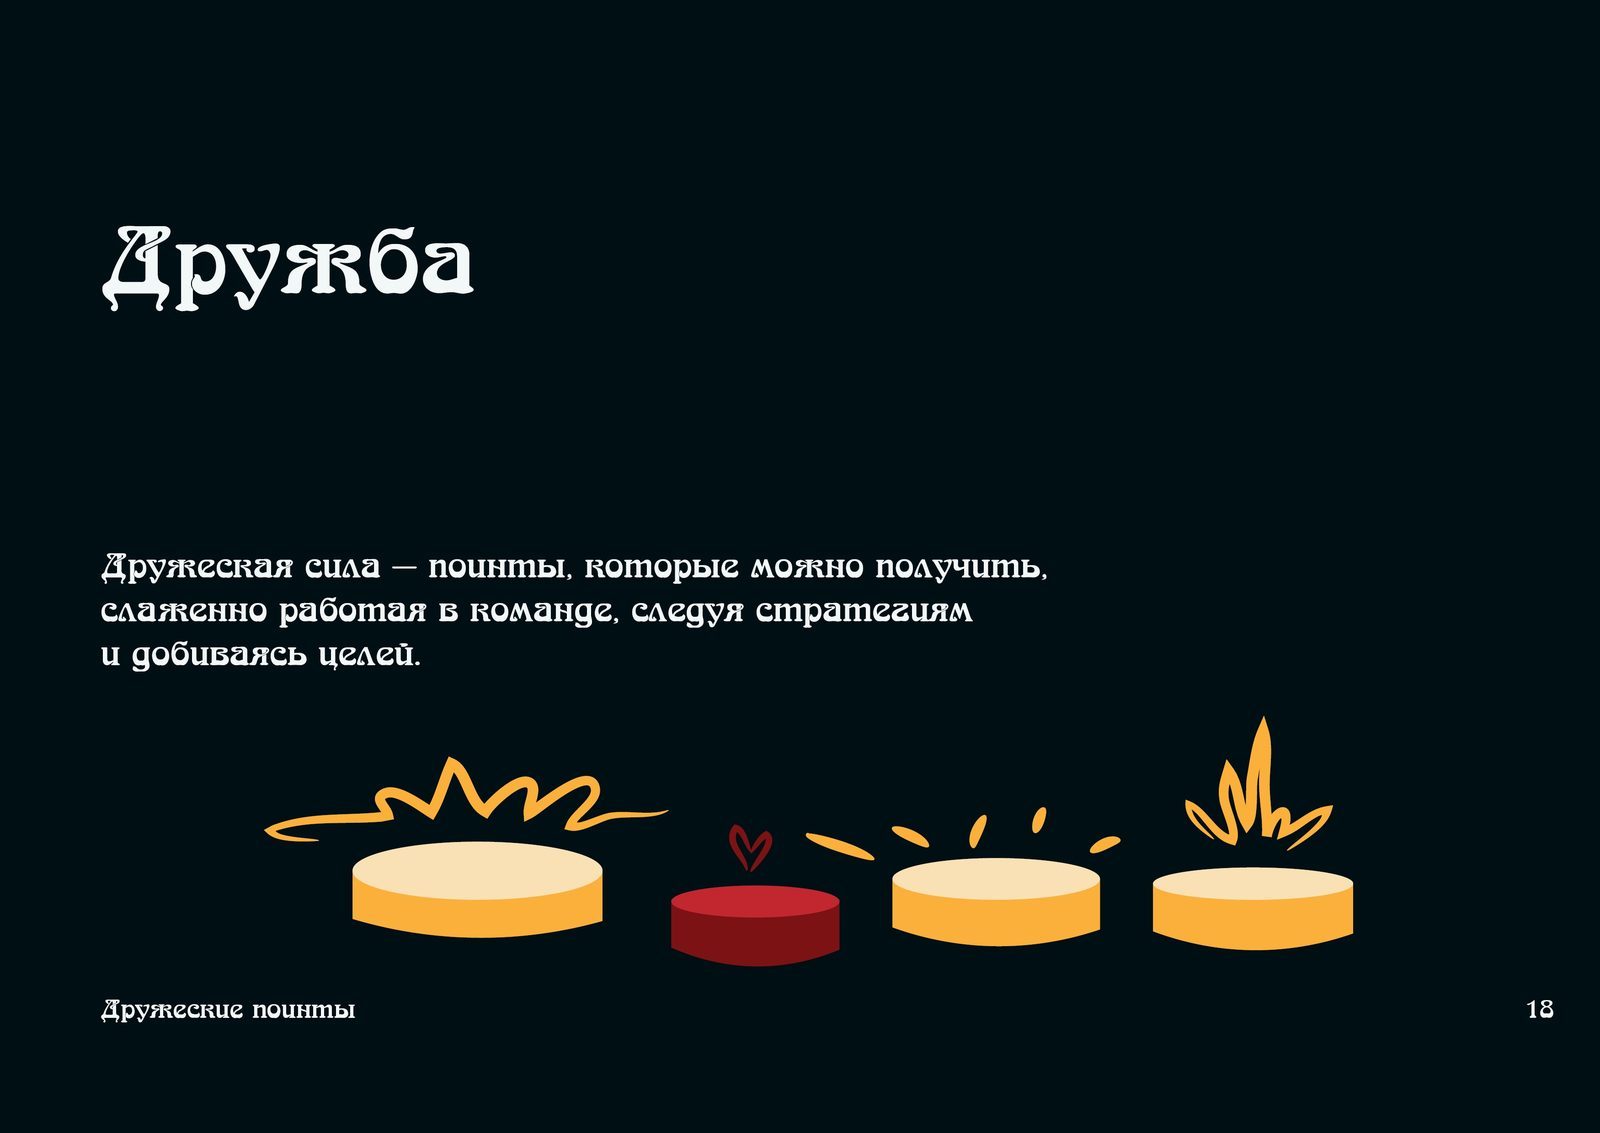 Дружба
Дружеская сила — поинты, которые можно получить,
слаженно работая в команде, следуя стратегиям
и добиваясь целей.
Дружеские поинты
18